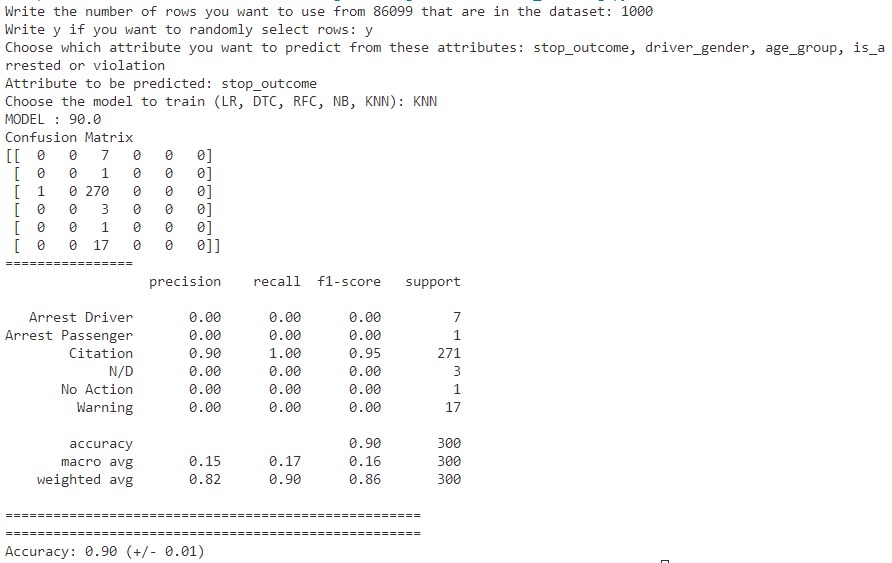 Write the number of rows you want to use from 86099 that are in the dataset: 1000
Write y if you want to randomly select rows: y
Choose which attribute you want to predict from these attributes: stop_outcome, driver_gender, age_group, is_a
rrested or violation
Attribute to be predicted: stop_outcome
Choose the model to train (LR, DTC, RFC, NB, KNN): KNN
MODEL : 90.0
Confusion Matrix
[[  0   0   7   0   0   0]
 [  0   0   1   0   0   0]
 [  1   0 270   0   0   0]
 [  0   0   3   0   0   0]
 [  0   0   1   0   0   0]
 [  0   0  17   0   0   0]]
================
                  precision    recall  f1-score   support
   Arrest Driver       0.00      0.00      0.00         7
Arrest Passenger       0.00      0.00      0.00         1
        Citation       0.90      1.00      0.95       271
             N/D       0.00      0.00      0.00         3
       No Action       0.00      0.00      0.00         1
         Warning       0.00      0.00      0.00        17
        accuracy                           0.90       300
       macro avg       0.15      0.17      0.16       300
    weighted avg       0.82      0.90      0.86       300
====================================================
====================================================
Accuracy: 0.90 (+/- 0.01)